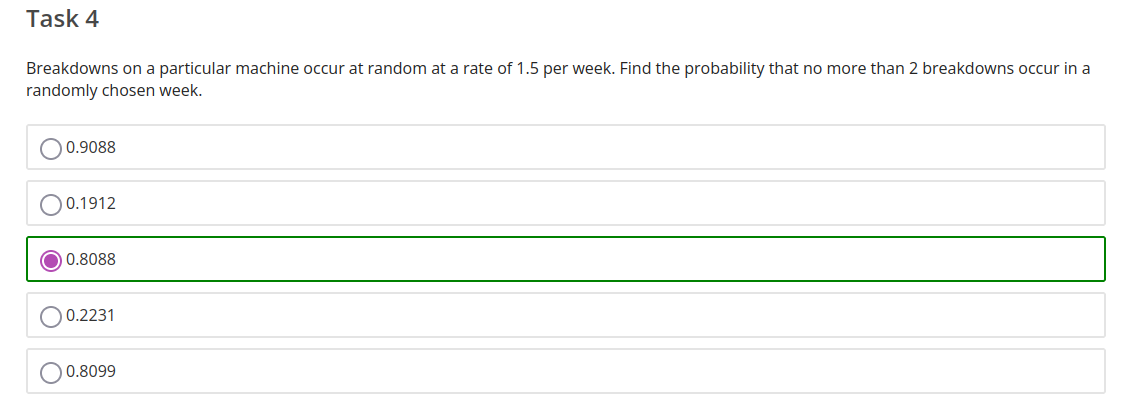 Task 4
Breakdowns on a particular machine occur at random at a rate of 1.5 per week. Find the probability that no more than 2 breakdowns occur in a
randomly chosen week.
0.9088
0.1912
0.8088
0.2231
0.8099